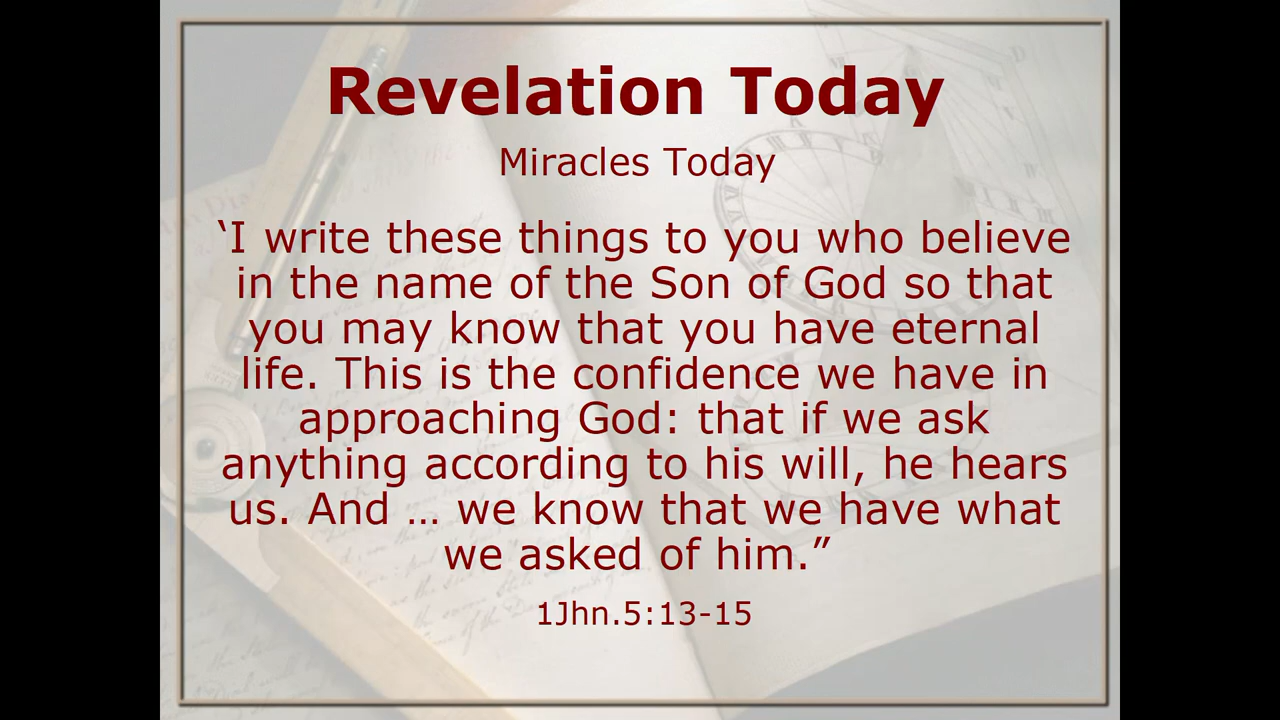 Revelation Today
Miracles Today
‘I write these things to you who believe
in the name of the Son of God so that
you may know that you have eternal
life. This is the confidence we have in
approaching God: that if we ask
anything according to his will, he hears
us. And … we know that we have what
we asked of him.”
1Jhn.5:13-15